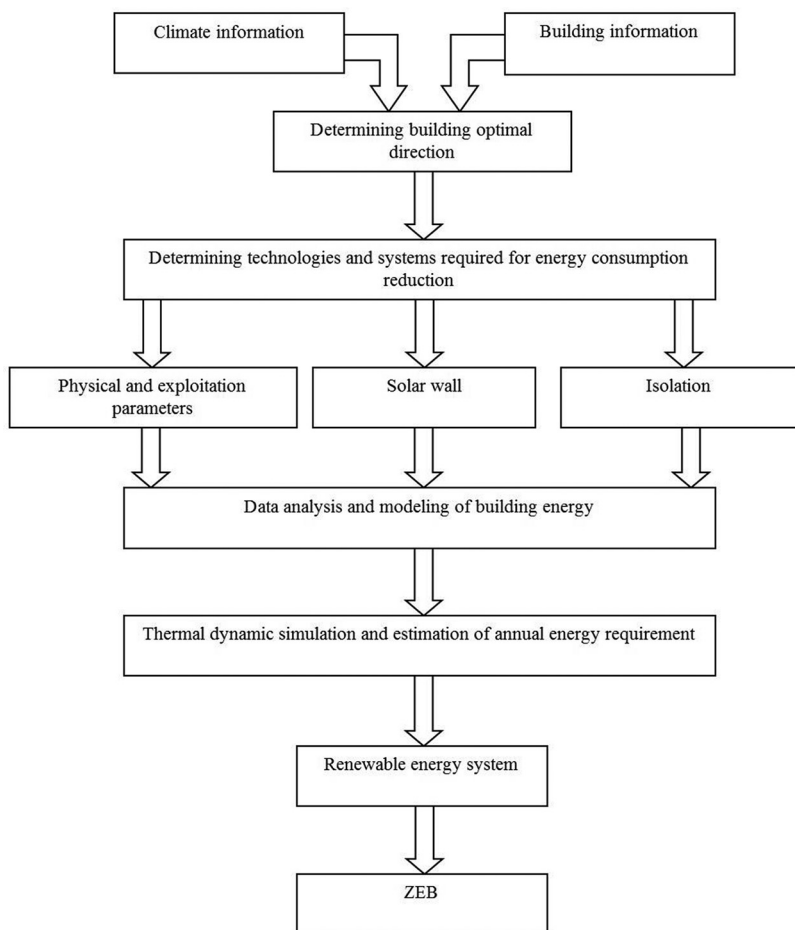 Climate information
Building information
Determining building optimal
direction
Determining technologies and systems required for energy consumption
reduction
Physical and exploitation
parameters
Solar wall
Isolation
Data analysis and modeling of building energy
Thermal dynamic simulation and estimation of annual energy requirement
Renewable energy system
ZEB